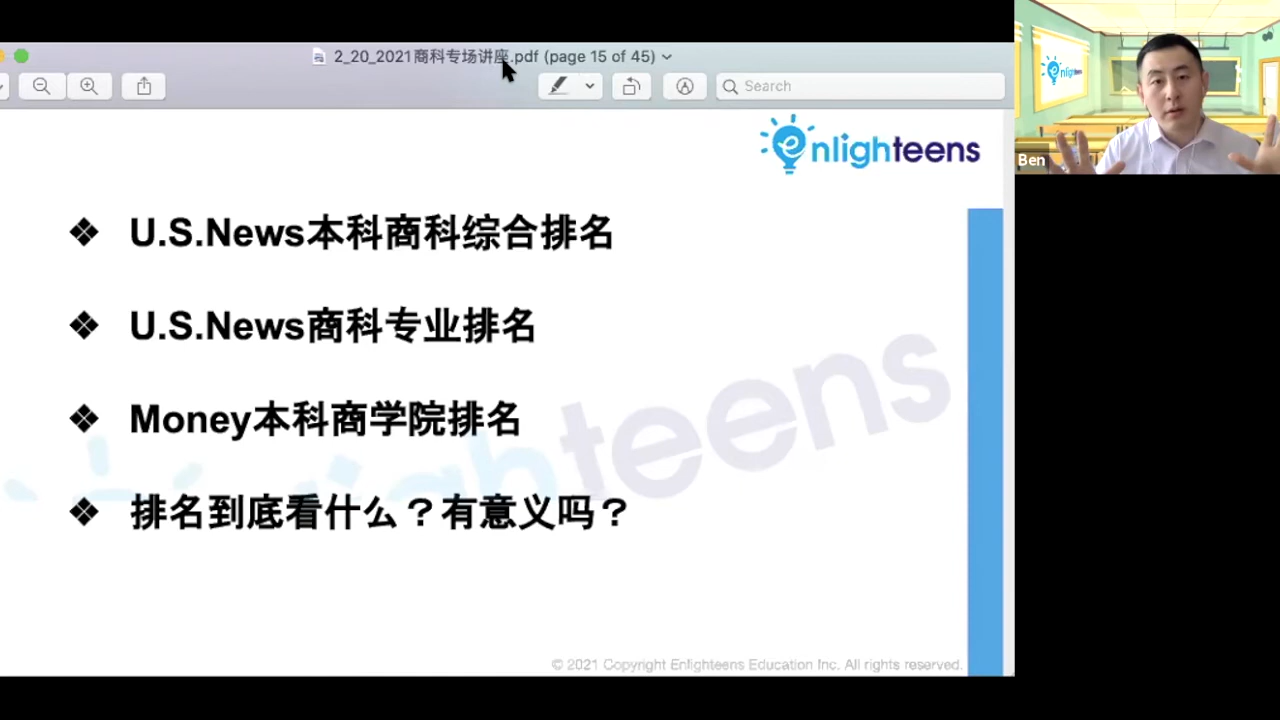 2_20_2021商科专场讲座.pdf (page 15 of 45)
Search
enlighteens
enlighteens
Ben
❖ U.S.News本科商科综合排名
❖ U.S.News商科专业排名
❖ Money本科商学院排名
❖ 排名到底看什么？有意义吗？
© 2021 Copyright Enlighteens Education Inc. All rights reserved.